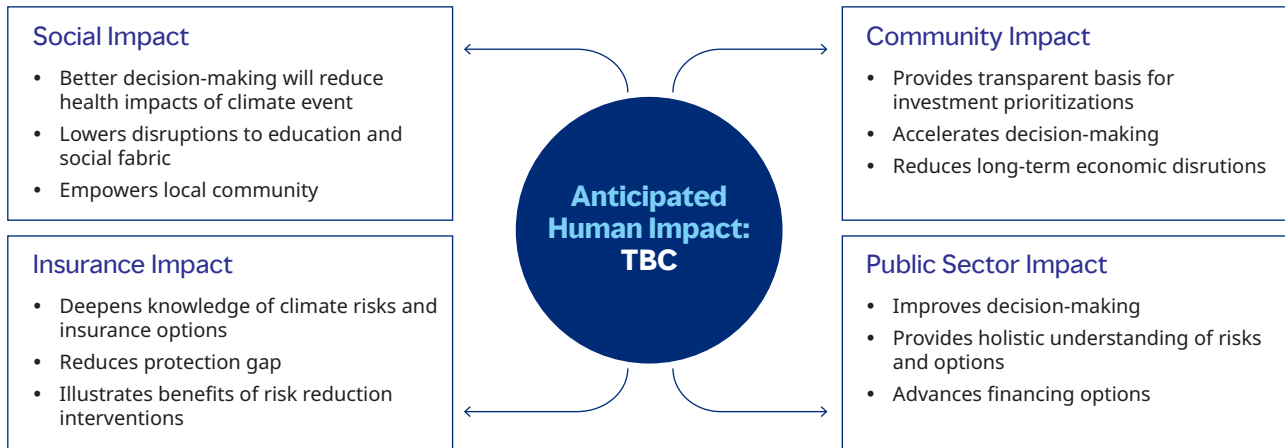 Social Impact
• Better decision-making will reduce
health impacts of climate event
• Lowers disruptions to education and
social fabric
• Empowers local community
Community Impact
• Provides transparent basis for
investment prioritizations
• Accelerates decision-making
• Reduces long-term economic disrutions
Anticipated
Human Impact:
TBC
Insurance Impact
• Deepens knowledge of climate risks and
insurance options
• Reduces protection gap
• Illustrates benefits of risk reduction
interventions
Public Sector Impact
• Improves decision-making
• Provides holistic understanding of risks
and options
• Advances financing options